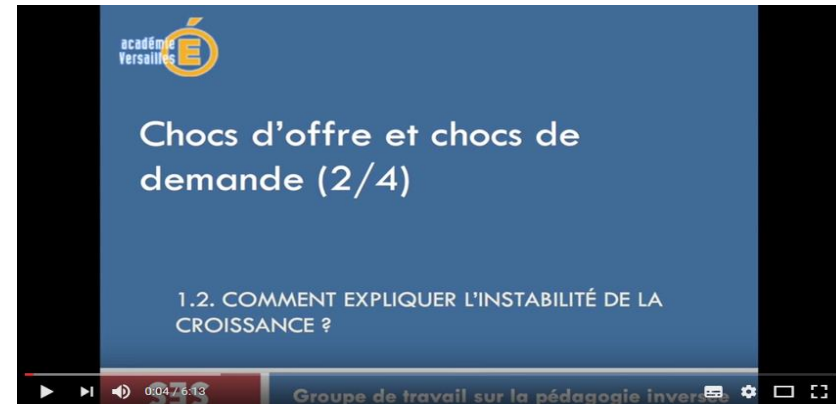 académie
Versailles É
Chocs d'offre et chocs de
demande (2/4)
1.2. COMMENT EXPLIQUER L'INSTABILITÉ DE LA
CROISSANCE ?
0:04 / 6:13
SES
Groupe de travail sur la pédagogie inversée